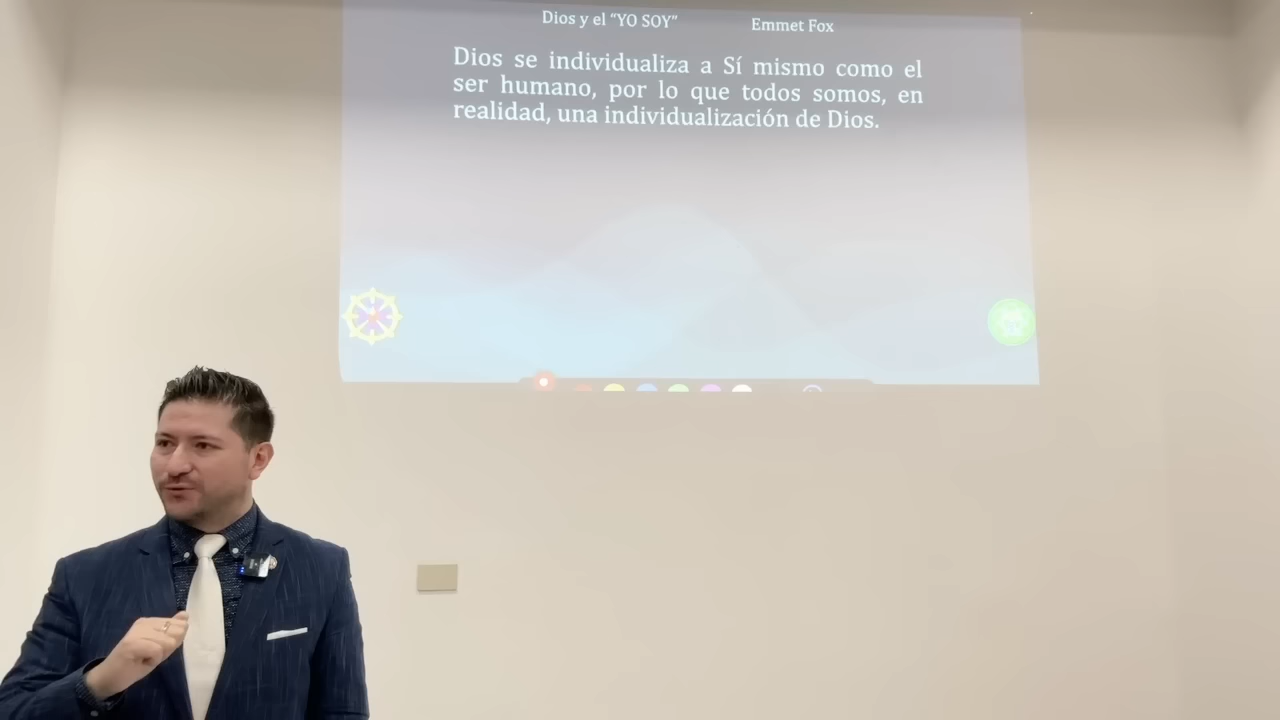 Dios y el “YO SOY” Emmet Fox
Dios se individualiza a Sí mismo como el
ser humano, por lo que todos somos, en
realidad, una individualización de Dios.